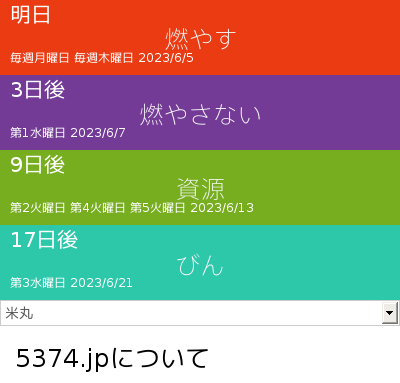 明日
燃やす
毎週月曜日 毎週木曜日 2023/6/5
3日後
燃やさない
第1水曜日 2023/6/7
9日後
資源
第2火曜日 第4火曜日 第5火曜日 2023/6/13
17日後
びん
第3水曜日 2023/6/21
米丸
5374.jpについて